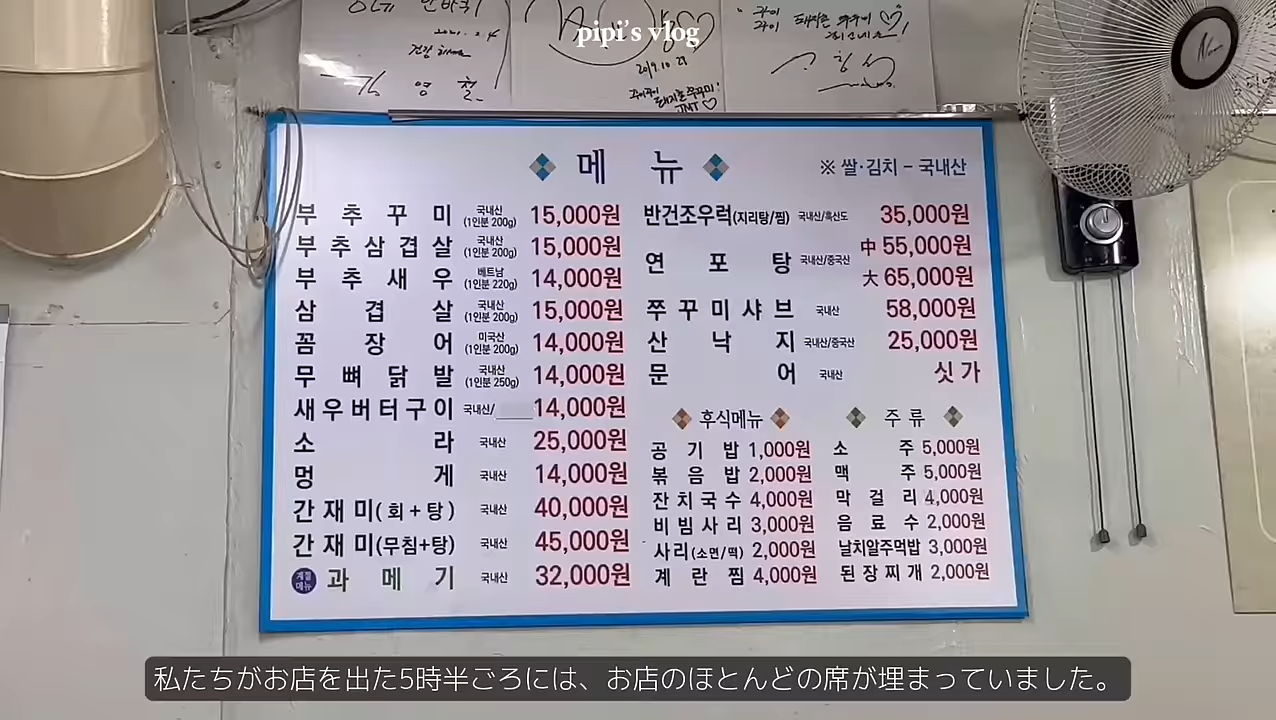 pipi's vlog
2021. 2. 4
영 철
2019. 10 29
메 뉴
※ 쌀·김치 - 국내산
부추꾸미 국내산 (1인분 200g) 15,000원
부추삼겹살 국내산 (1인분 200g) 15,000원
부추새우 베트남 (1인분 220g) 14,000원
삼겹살 국내산 (1인분 200g) 15,000원
꼼장어 미국산 (1인분 200g) 14,000원
무뼈닭발 국내산 (1인분 250g) 14,000원
새우버터구이 국내산/ 14,000원
소라 국내산 25,000원
멍게 국내산 14,000원
간재미(회+탕) 국내산 40,000원
간재미(무침+탕) 국내산 45,000원
계절메뉴 과메기 국내산 32,000원
반건조우럭(지리탕/찜) 국내산/흑산도 35,000원
연포탕 국내산/중국산 中 55,000원
大 65,000원
쭈꾸미샤브 국내산 58,000원
산낙지 국내산/중국산 25,000원
문어 국내산 싯가
후식메뉴
공기밥 1,000원
볶음밥 2,000원
잔치국수 4,000원
비빔사리 3,000원
사리(소면/떡) 2,000원
계란찜 4,000원
주류
소주 5,000원
맥주 5,000원
막걸리 4,000원
음료수 2,000원
날치알주먹밥 3,000원
된장찌개 2,000원
私たちがお店を出た5時半ごろには、お店のほとんどの席が埋まっていました。